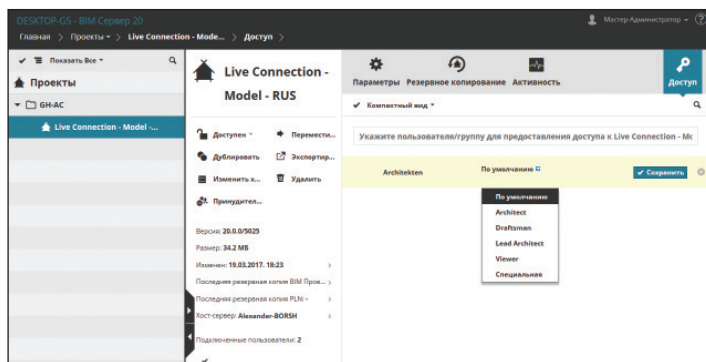 DESKTOP-GS - BIM Сервер 20
Мастер-Администратор
Главная > Проекты > Live Connection - Mode... > Доступ >
Показать Все
Проекты
GH-AC
Live Connection - Model -...
Live Connection -
Model - RUS
Доступен
Перемести...
Дублировать
Экспортир...
Изменить к...
Удалить
Принудител...
Версия: 20.0.0/5025
Размер: 34.2 МБ
Изменен: 19.03.2017. 18:23 >
Последняя резервная копия BIM Прое... >
Последняя резервная копия PLN: - >
Хост-сервер: Alexander-BORSH >
Подключенные пользователи: 2
Параметры
Резервное копирование
Активность
Доступ
Компактный вид
Укажите пользователя/группу для предоставления доступа к Live Connection - Mo
Architekten
По умолчанию
Сохранить
По умолчанию
Architect
Draftsman
Lead Architect
Viewer
Специальная